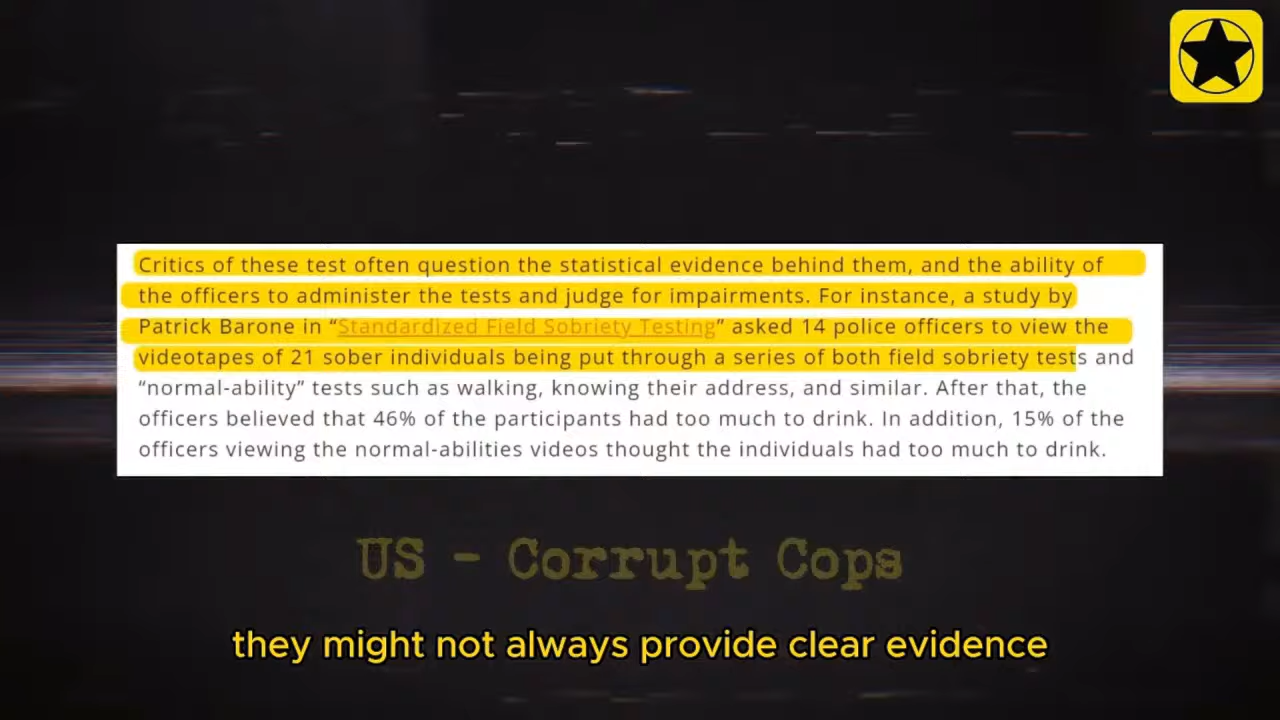 Critics of these test often question the statistical evidence behind them, and the ability of
the officers to administer the tests and judge for impairments. For instance, a study by
Patrick Barone in “Standardized Field Sobriety Testing” asked 14 police officers to view the
videotapes of 21 sober individuals being put through a series of both field sobriety tests and
“normal-ability” tests such as walking, knowing their address, and similar. After that, the
officers believed that 46% of the participants had too much to drink. In addition, 15% of the
officers viewing the normal-abilities videos thought the individuals had too much to drink.
US - Corrupt Cops
they might not always provide clear evidence